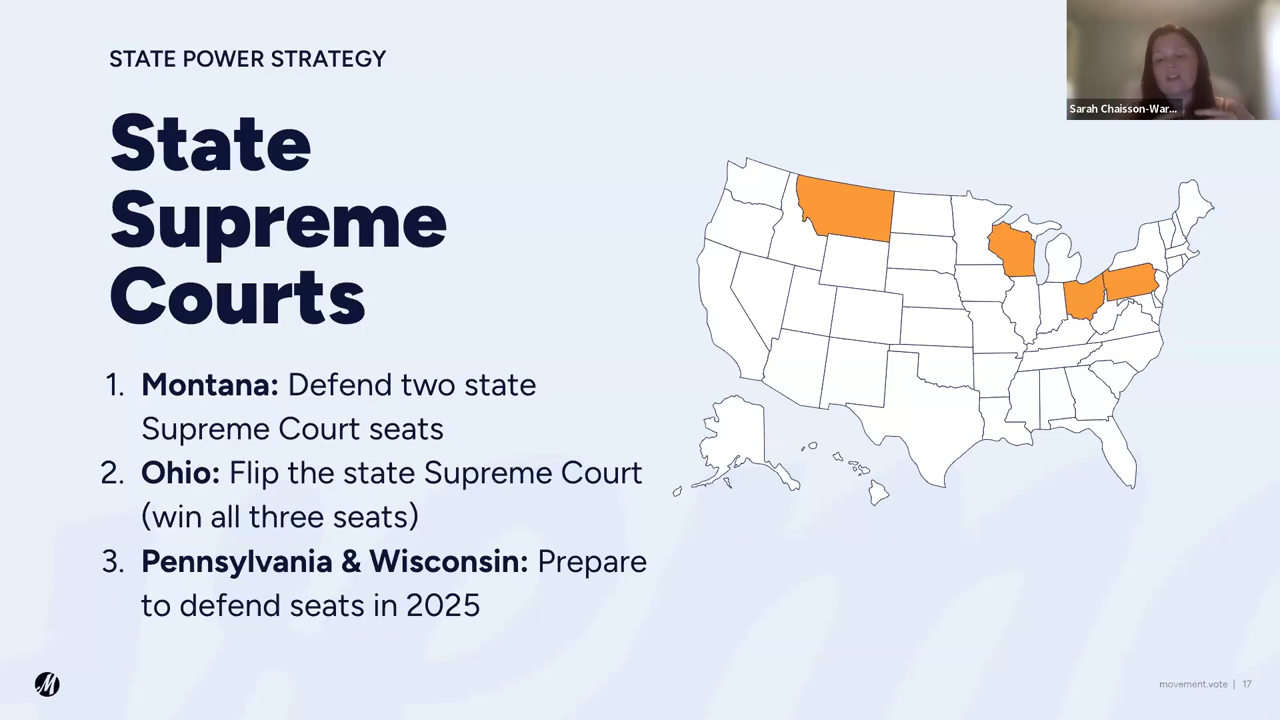 STATE POWER STRATEGY
Sarah Chaisson-War...
State
Supreme
Courts
1. Montana: Defend two state
Supreme Court seats
2. Ohio: Flip the state Supreme Court
(win all three seats)
3. Pennsylvania & Wisconsin: Prepare
to defend seats in 2025
M
movement.vote | 17